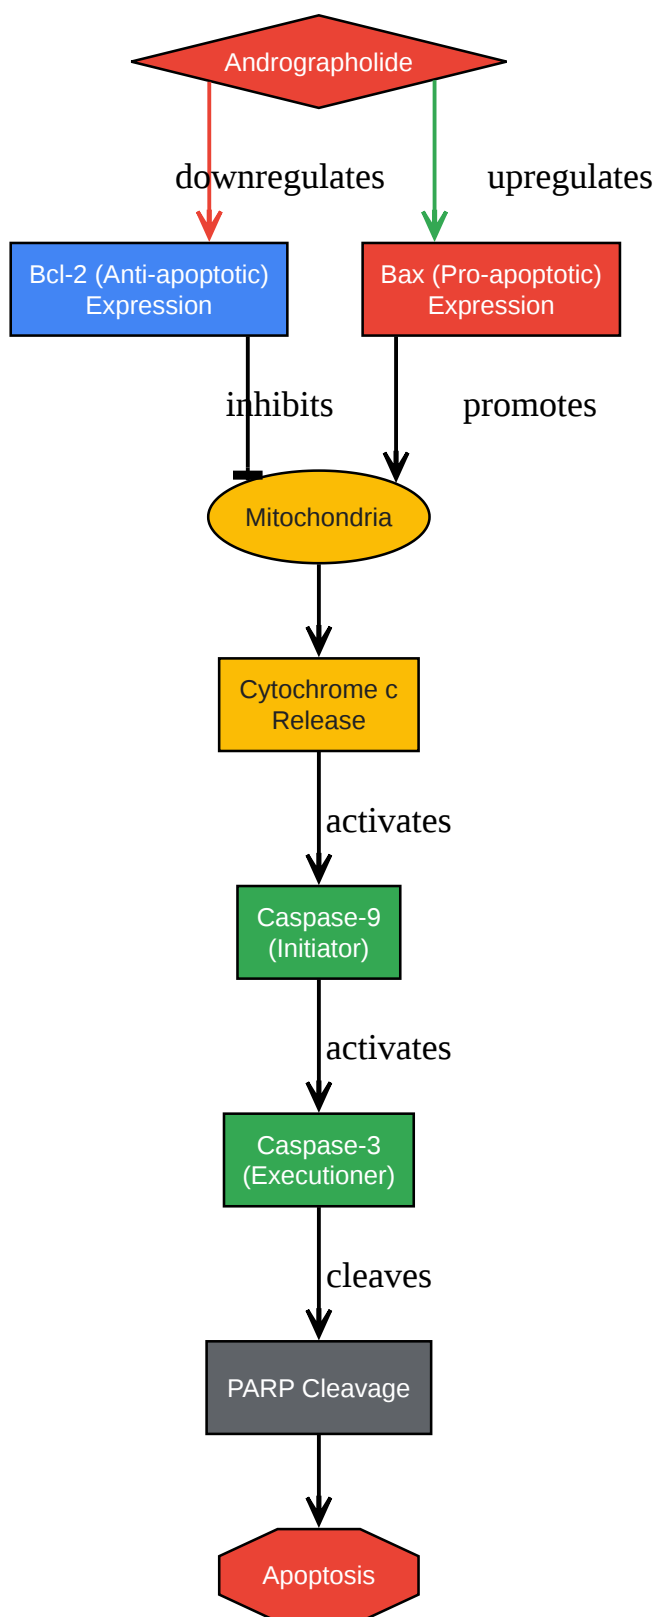 Andrographolide
downregulates
upregulates
Bcl-2 (Anti-apoptotic)
Expression
Bax (Pro-apoptotic)
Expression
inhibits
promotes
Mitochondria
Cytochrome c
Release
activates
Caspase-9
(Initiator)
activates
Caspase-3
(Executioner)
cleaves
PARP Cleavage
Apoptosis